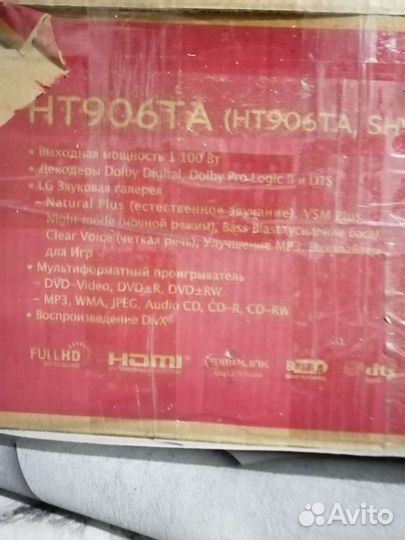 HT906TA (HT906TA, SH
• Выходная мощность 1 100 Вт
• Декодеры Dolby Digital, Dolby Pro Logic II и DTS
• LG Звуковая галерея
– Natural Plus (естественное звучание), VSM Plus,
Night mode (ночной режим), Bass Blast (усиление баса),
Clear Voice (четкая речь), Улучшение MP3, Эквалайзер
для Игр
• Мультиформатный проигрыватель
– DVD-Video, DVD±R, DVD±RW
– MP3, WMA, JPEG, Audio CD, CD-R, CD-RW
• Воспроизведение DivX®
FULL HD HDMI SIMPLINK dts
Avito